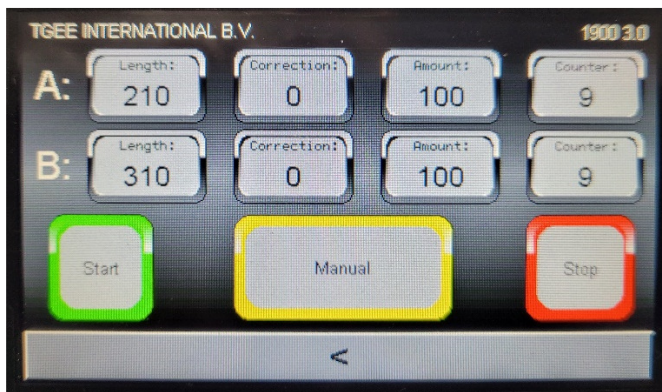 TGEE INTERNATIONAL B.V. 1900 3.0
A: Length: Correction: Amount: Counter:
210 0 100 9
B: Length: Correction: Amount: Counter:
310 0 100 9
Start Manual Stop
<